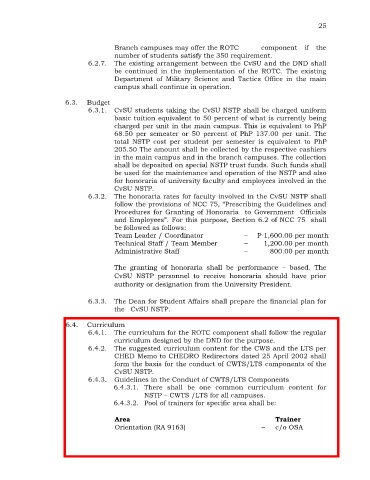 25
Branch campuses may offer the ROTC component if the
number of students satisfy the 350 requirement.
6.2.7. The existing arrangement between the CvSU and the DND shall
be continued in the implementation of the ROTC. The existing
Department of Military Science and Tactics Office in the main
campus shall continue in operation.
6.3. Budget
6.3.1. CvSU students taking the CvSU NSTP shall be charged uniform
basic tuition equivalent to 50 percent of what is currently being
charged per unit in the main campus. This is equivalent to PhP
68.50 per semester or 50 percent of PhP 137.00 per unit. The
total NSTP cost per student per semester is equivalent to PhP
205.50 The amount shall be collected by the respective cashiers
in the main campus and in the branch campuses. The collection
shall be deposited on special NSTP trust funds. Such funds shall
be used for the maintenance and operation of the NSTP and also
for honoraria of university faculty and employees involved in the
CvSU NSTP.
6.3.2. The honoraria rates for faculty involved in the CvSU NSTP shall
follow the provisions of NCC 75, "Prescribing the Guidelines and
Procedures for Granting of Honoraria to Government Officials
and Employees". For this purpose, Section 6.2 of NCC 75 shall
be followed as follows:
Team Leader / Coordinator – P 1,600.00 per month
Technical Staff / Team Member – 1,200.00 per month
Administrative Staff – 800.00 per month
The granting of honoraria shall be performance – based. The
CvSU NSTP personnel to receive honoraria should have prior
authority or designation from the University President.
6.3.3. The Dean for Student Affairs shall prepare the financial plan for
the CvSU NSTP.
6.4. Curriculum
6.4.1. The curriculum for the ROTC component shall follow the regular
curriculum designed by the DND for the purpose.
6.4.2. The suggested curriculum content for the CWS and the LTS per
CHED Memo to CHEDRO Redirectors dated 25 April 2002 shall
form the basis for the conduct of CWTS/LTS components of the
CvSU NSTP.
6.4.3. Guidelines in the Conduct of CWTS/LTS Components
6.4.3.1. There shall be one common curriculum content for
NSTP – CWTS /LTS for all campuses.
6.4.3.2. Pool of trainers for specific area shall be:
Area Trainer
Orientation (RA 9163) – c/o OSA